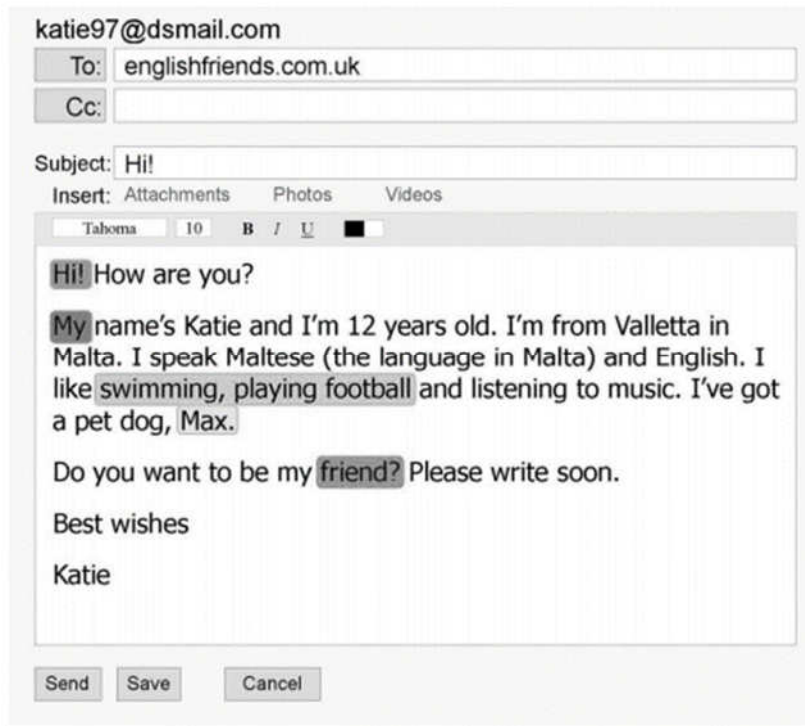 katie97@dsmail.com
To: englishfriends.com.uk
Cc:
Subject: Hi!
Insert: Attachments Photos Videos
Tahoma 10 B I U
Hi! How are you?
My name's Katie and I'm 12 years old. I'm from Valletta in
Malta. I speak Maltese (the language in Malta) and English. I
like swimming, playing football and listening to music. I've got
a pet dog, Max.
Do you want to be my friend? Please write soon.
Best wishes
Katie
Send Save Cancel